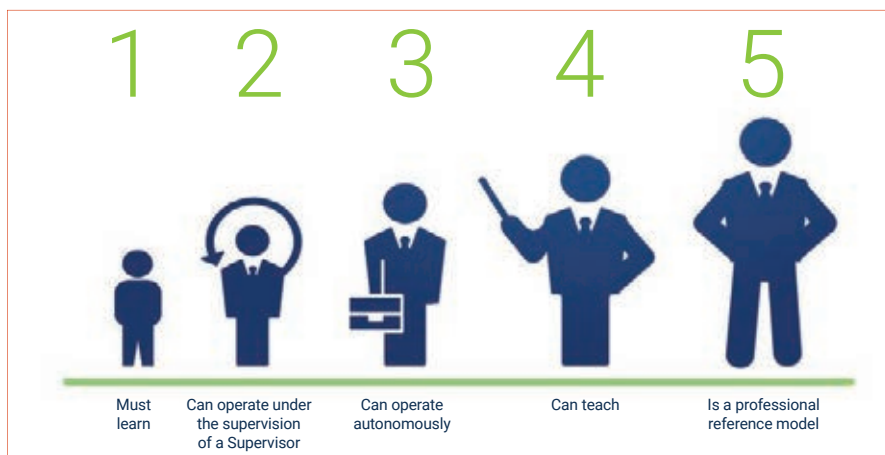 1 2 3 4 5
Must
learn
Can operate under
the supervision
of a Supervisor
Can operate
autonomously
Can teach
Is a professional
reference model